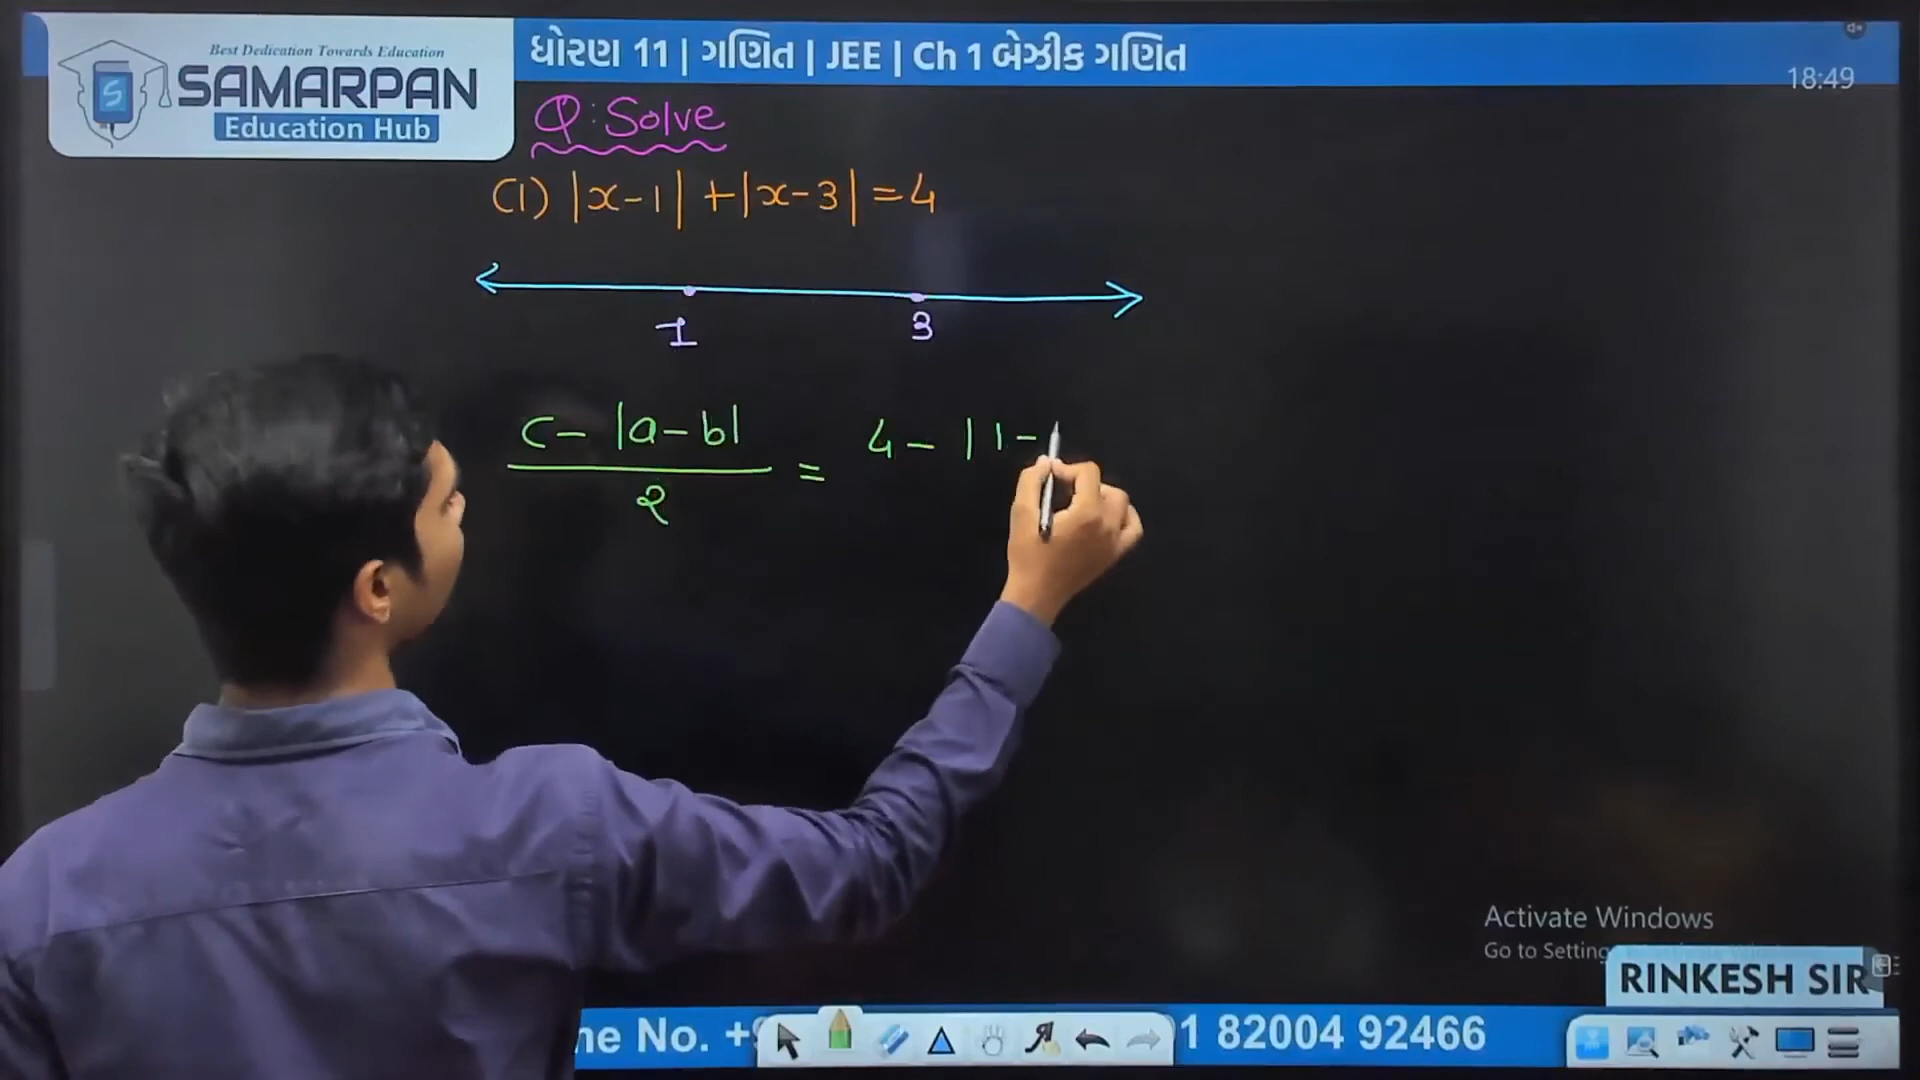 Best Dedication Towards Education
SAMARPAN
Education Hub
ધોરણ 11 | ગણિત | JEE | Ch 1 બેઝીક ગણિત
18:49
Q: Solve
(1) |x-1| + |x-3| = 4
1 3
c - |a - b| / 2 = 4 - | 1 -
Activate Windows
Go to Setting
RINKESH SIR
ne No. + 1 82004 92466